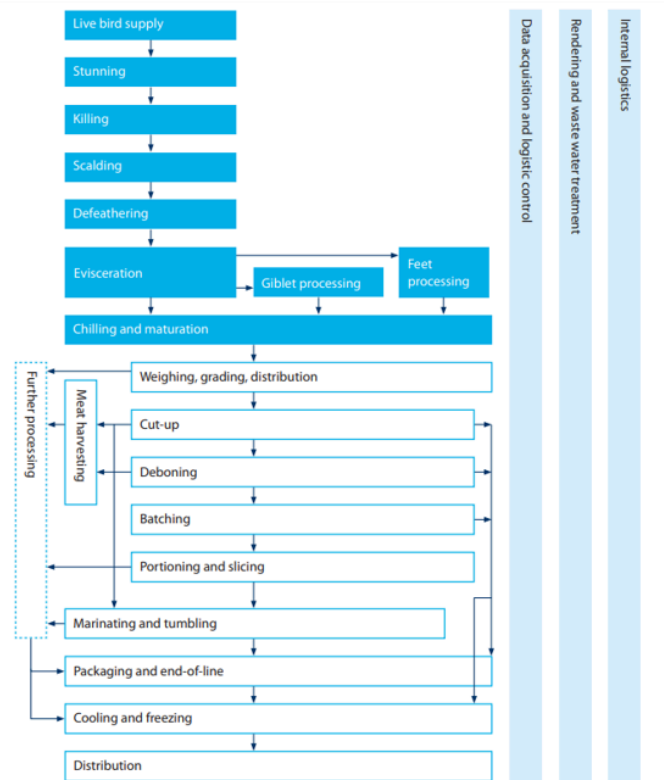 Live bird supply
Stunning
Killing
Scalding
Defeathering
Evisceration
Giblet processing
Feet
processing
Chilling and maturation
Weighing, grading, distribution
Cut-up
Deboning
Batching
Portioning and slicing
Marinating and tumbling
Packaging and end-of-line
Cooling and freezing
Distribution
Further processing
Meat harvesting
Data acquisition and logistic control
Rendering and waste water treatment
Internal logistics